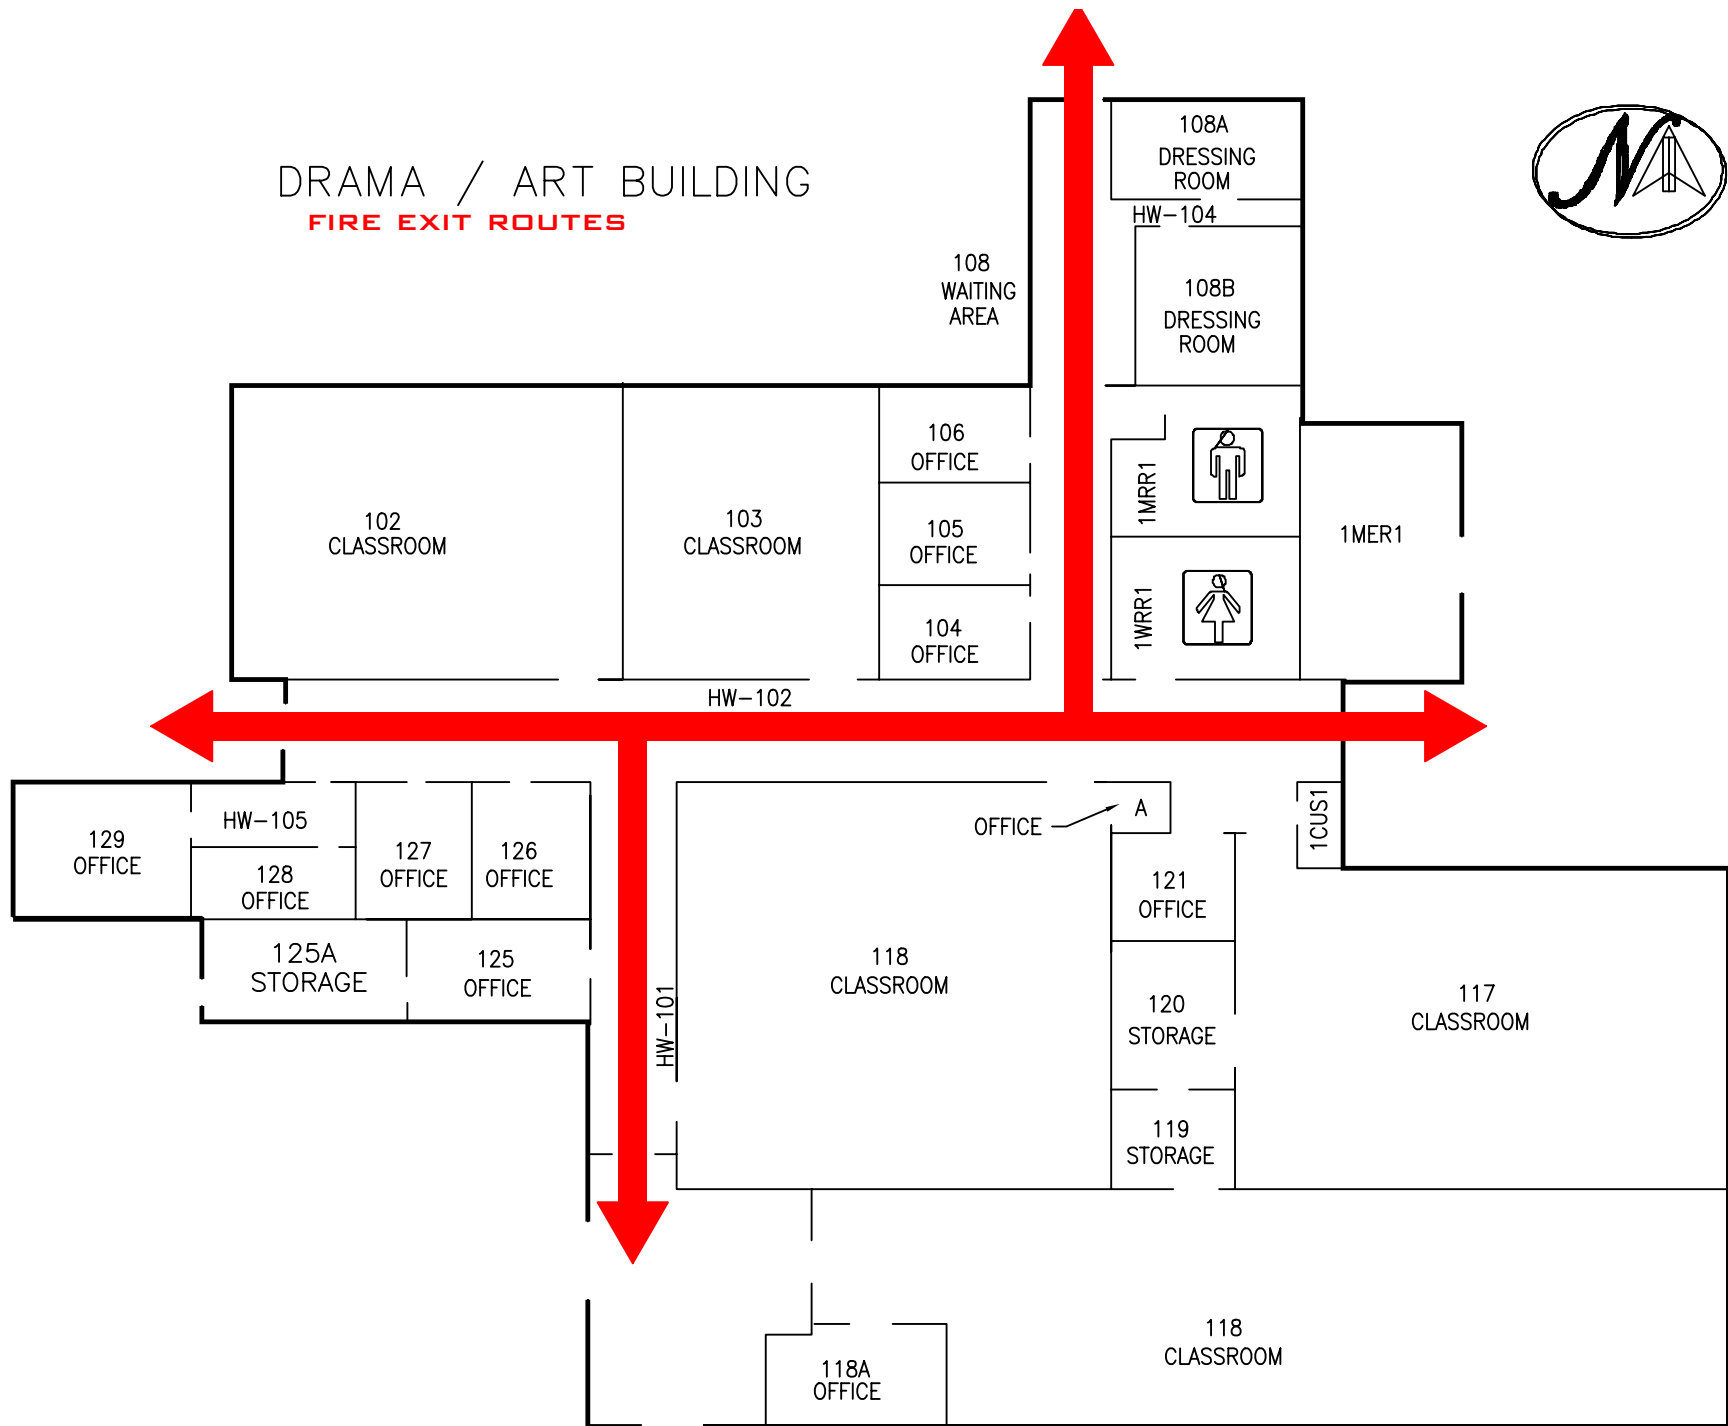 DRAMA / ART BUILDING
FIRE EXIT ROUTES
N
108A
DRESSING
ROOM
HW-104
108
WAITING
AREA
108B
DRESSING
ROOM
106
OFFICE
105
OFFICE
104
OFFICE
102
CLASSROOM
103
CLASSROOM
1MRR1
1WRR1
1MER1
HW-102
129
OFFICE
HW-105
128
OFFICE
127
OFFICE
126
OFFICE
125A
STORAGE
125
OFFICE
HW-101
118
CLASSROOM
OFFICE
A
1CUS1
121
OFFICE
120
STORAGE
119
STORAGE
117
CLASSROOM
118A
OFFICE
118
CLASSROOM